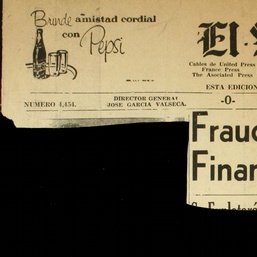 Brinde amistad cordial
con Pepsi
El
Cables de United Press
France Press
The Associated Press
ESTA EDICION
NUMERO 4,454.
DIRECTOR GENERAL
JOSE GARCIA VALSECA.
-0-
Frau
Finan